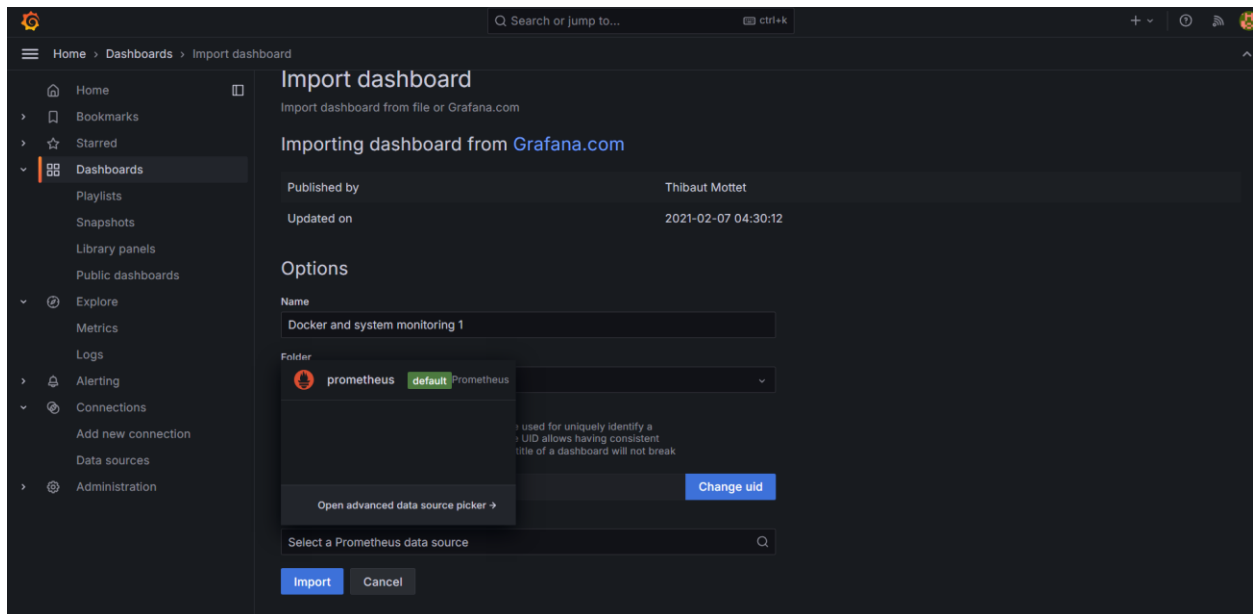 Search or jump to...
ctrl+k
Home › Dashboards › Import dashboard
Home
Bookmarks
Starred
Dashboards
Playlists
Snapshots
Library panels
Public dashboards
Explore
Metrics
Logs
Alerting
Connections
Add new connection
Data sources
Administration
Import dashboard
Import dashboard from file or Grafana.com
Importing dashboard from Grafana.com
Published by Thibaut Mottet
Updated on 2021-02-07 04:30:12
Options
Name
Docker and system monitoring 1
Folder
prometheus default Prometheus
used for uniquely identify a
UID allows having consistent
title of a dashboard will not break
Change uid
Open advanced data source picker →
Select a Prometheus data source
Import Cancel